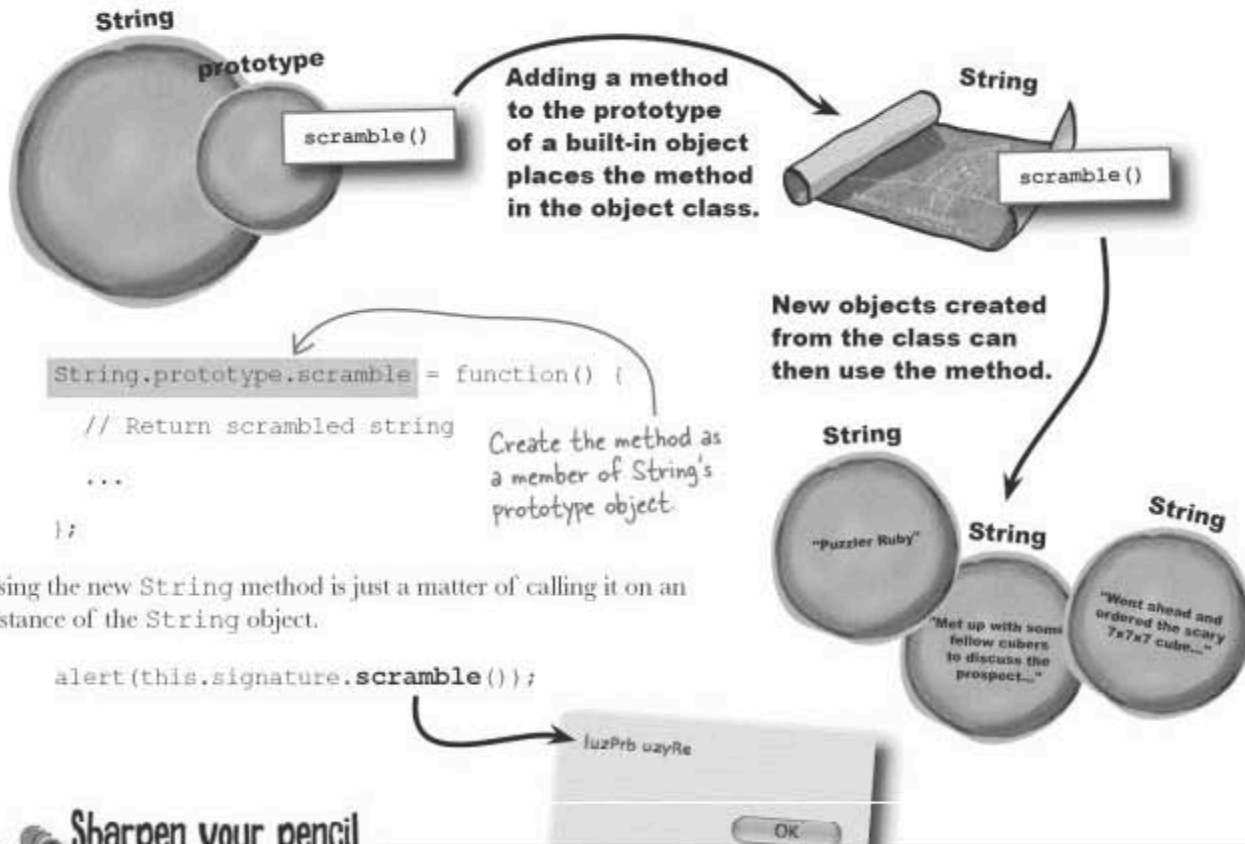 String
prototype
scramble()
Adding a method
to the prototype
of a built-in object
places the method
in the object class.
String
scramble()
New objects created
from the class can
then use the method.
String.prototype.scramble = function() {
// Return scrambled string
...
};
Create the method as
a member of String's
prototype object.
String
"Puzzler Ruby"
String
"Met up with some
fellow cubers
to discuss the
prospect..."
String
"Went ahead and
ordered the scary
7x7x7 cube..."
sing the new String method is just a matter of calling it on an
stance of the String object.
alert(this.signature.scramble());
luzPrb uzyRe
OK
Sharpen your pencil